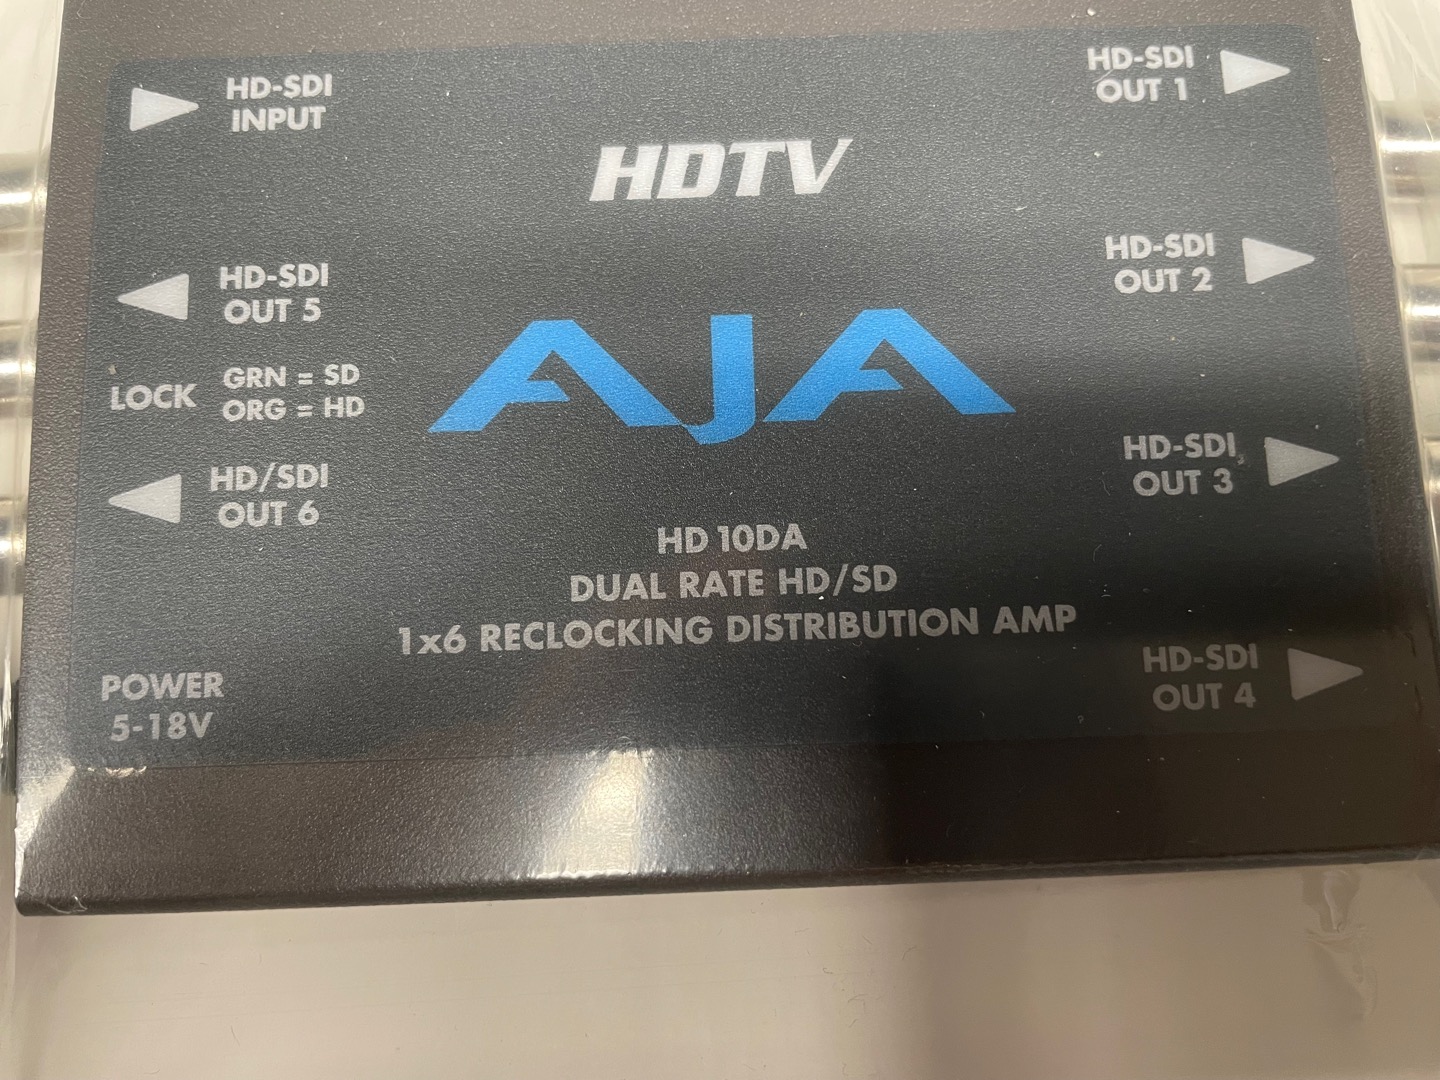 HD-SDI
INPUT
HD-SDI
OUT 1
HDTV
HD-SDI
OUT 5
HD-SDI
OUT 2
LOCK
GRN = SD
ORG = HD
AJA
HD/SDI
OUT 6
HD-SDI
OUT 3
HD 10DA
DUAL RATE HD/SD
1x6 RECLOCKING DISTRIBUTION AMP
POWER
5-18V
HD-SDI
OUT 4